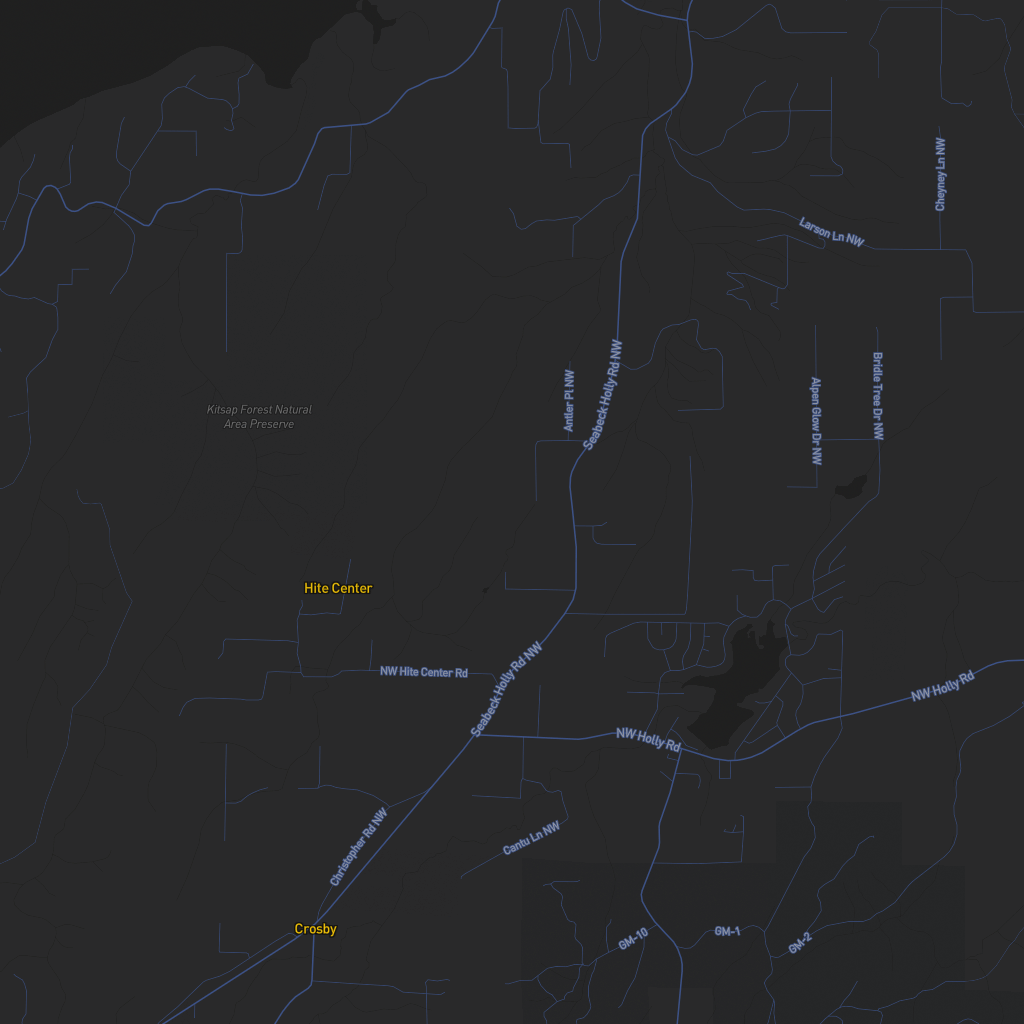 Cheyney Ln NW
Larson Ln NW
Seabeck Holly Rd NW
Antler Pl NW
Alpen Glow Dr NW
Bridle Tree Dr NW
Kitsap Forest Natural
Area Preserve
Hite Center
NW Hite Center Rd
Seabeck Holly Rd NW
NW Holly Rd
NW Holly Rd
Christopher Rd NW
Cantu Ln NW
Crosby
GM-10
GM-1
GM-2